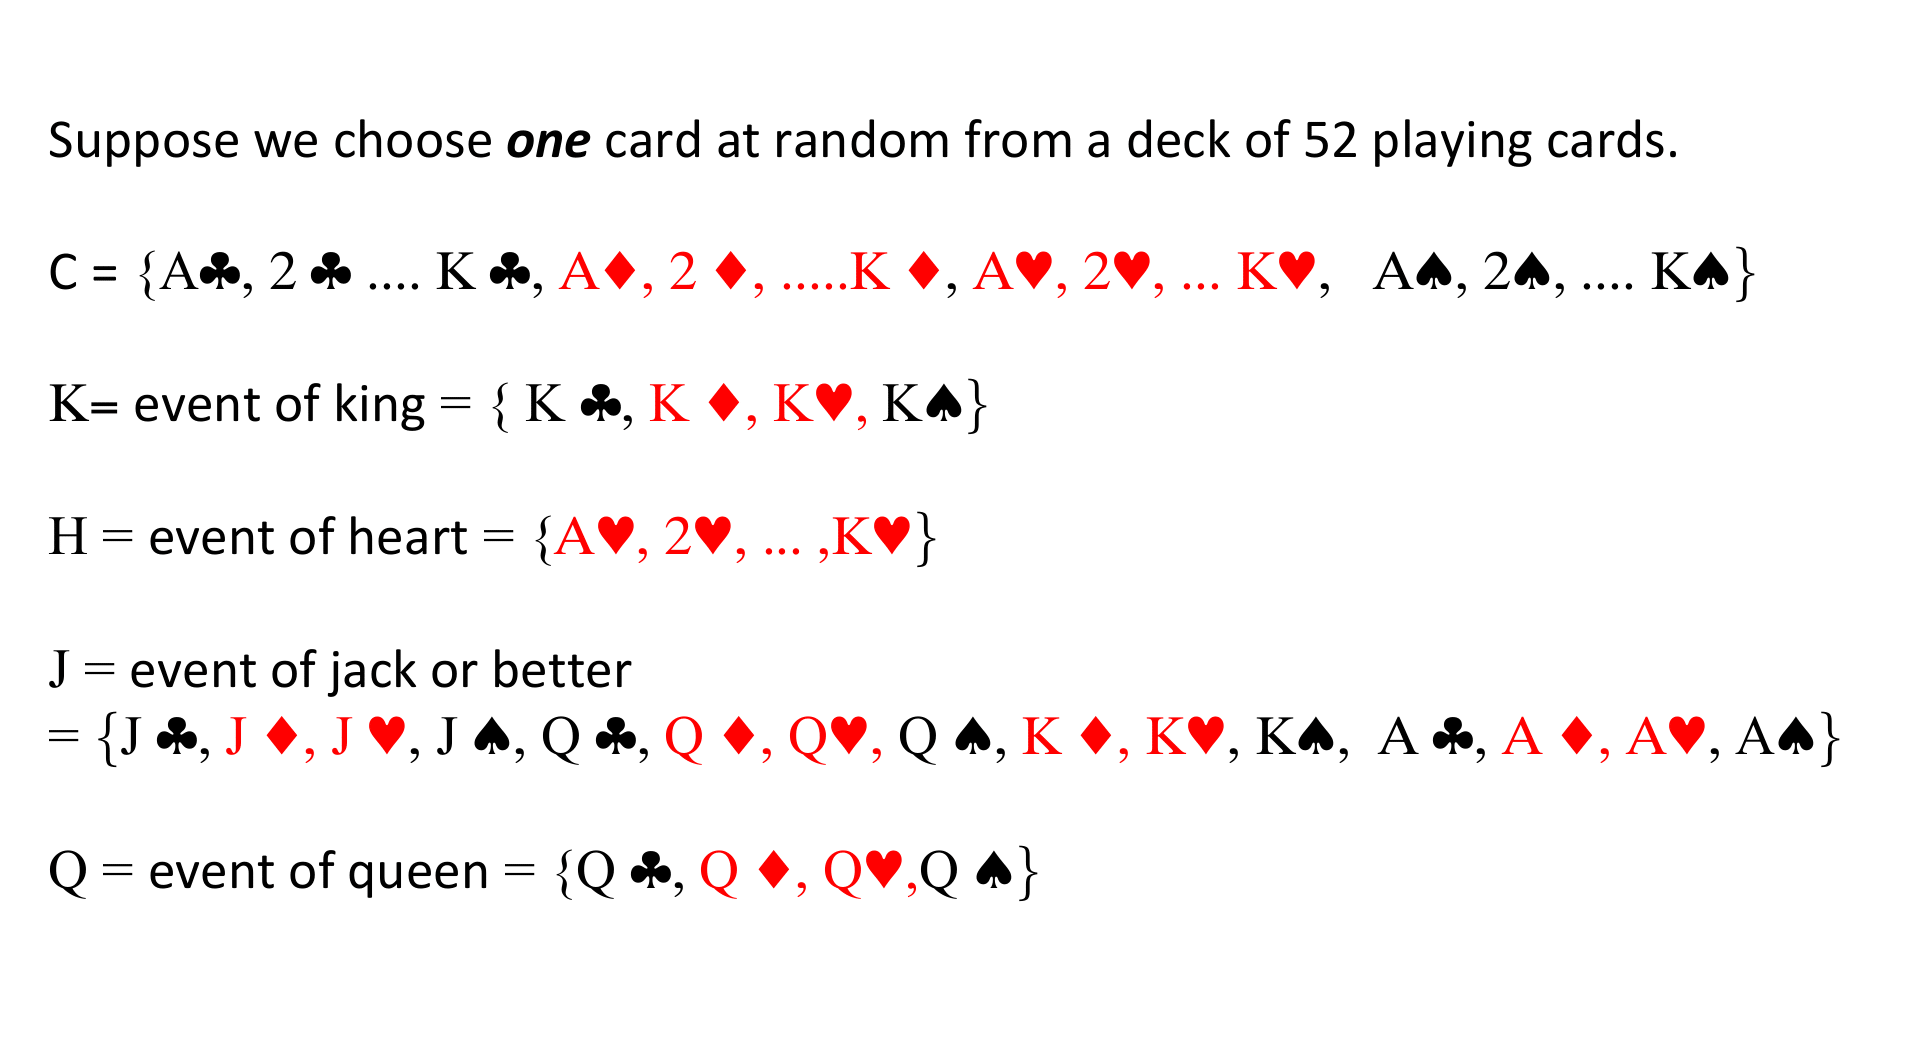 Suppose we choose one card at random from a deck of 52 playing cards.
C = {A♣, 2 ♣ .... K ♣, A♦, 2 ♦, .....K ♦, A♥, 2♥, ... K♥, A♠, 2♠, .... K♠}
K= event of king = { K ♣, K ♦, K♥, K♠}
H = event of heart = {A♥, 2♥, ... ,K♥}
J = event of jack or better
= {J ♣, J ♦, J ♥, J ♠, Q ♣, Q ♦, Q♥, Q ♠, K ♦, K♥, K♠, A ♣, A ♦, A♥, A♠}
Q = event of queen = {Q ♣, Q ♦, Q♥,Q ♠}